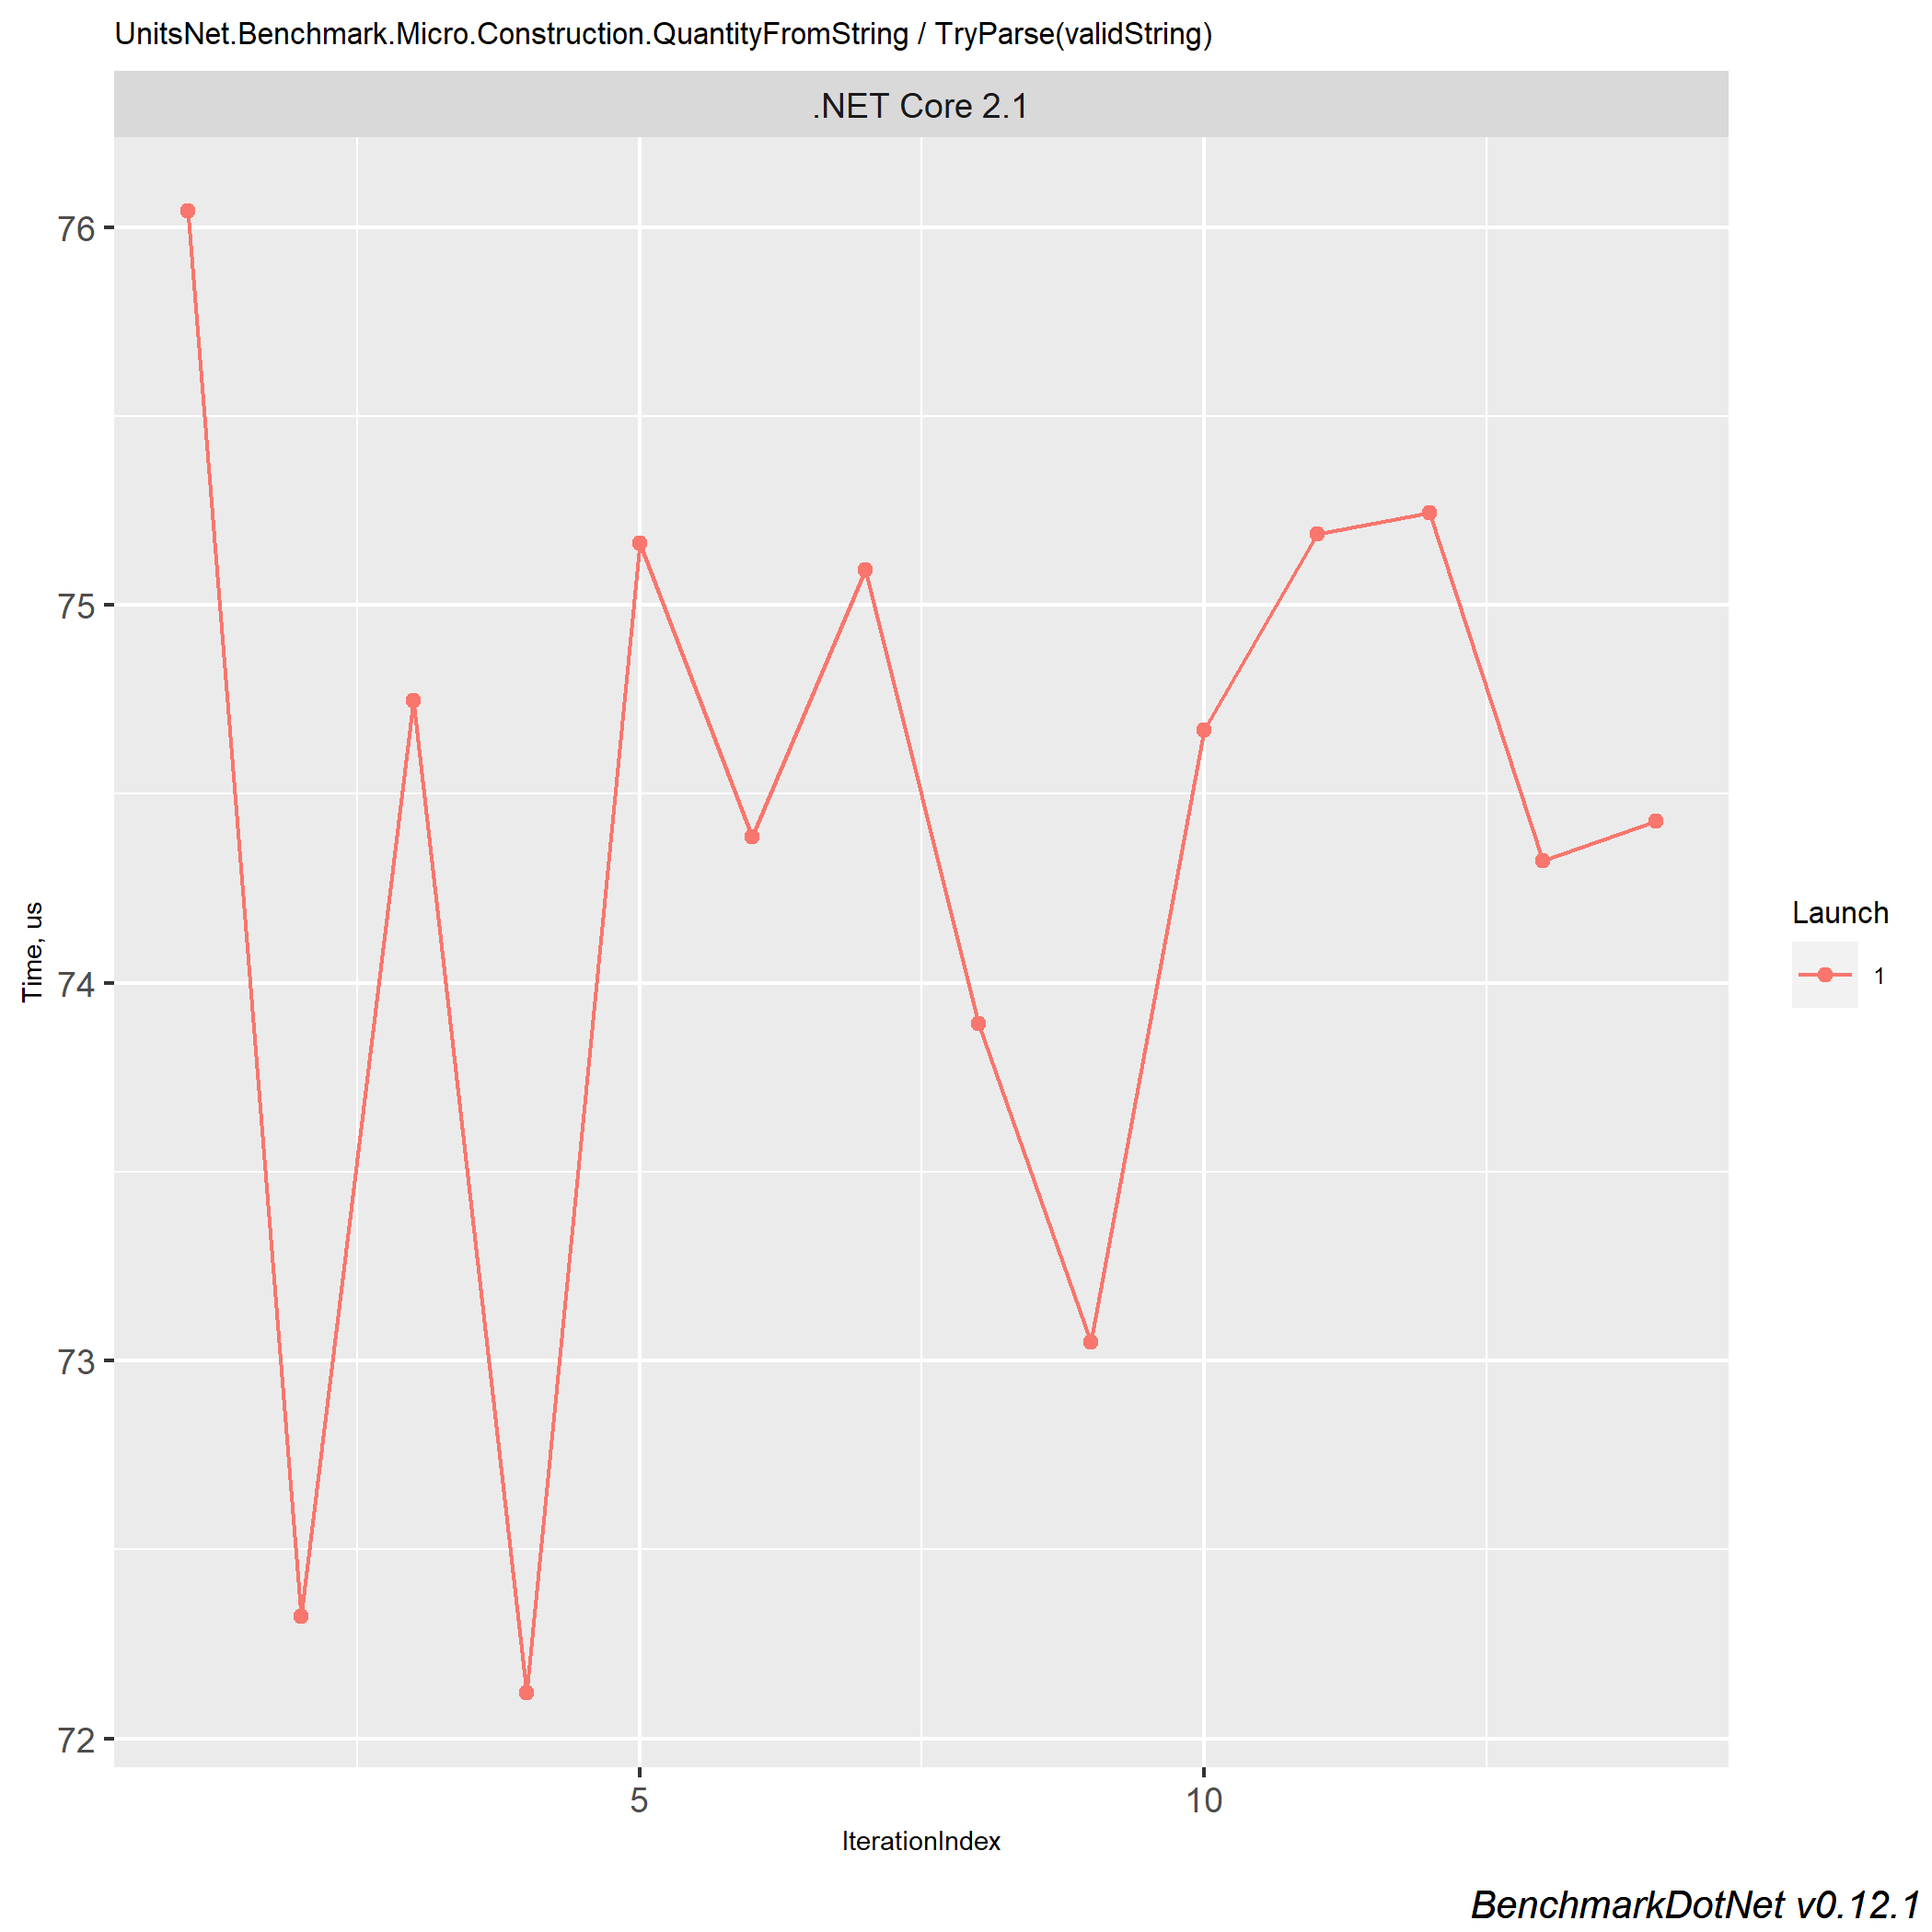 UnitsNet.Benchmark.Micro.Construction.QuantityFromString / TryParse(validString)
.NET Core 2.1
76
75
74
73
72
Time, us
5
10
IterationIndex
Launch
1
BenchmarkDotNet v0.12.1